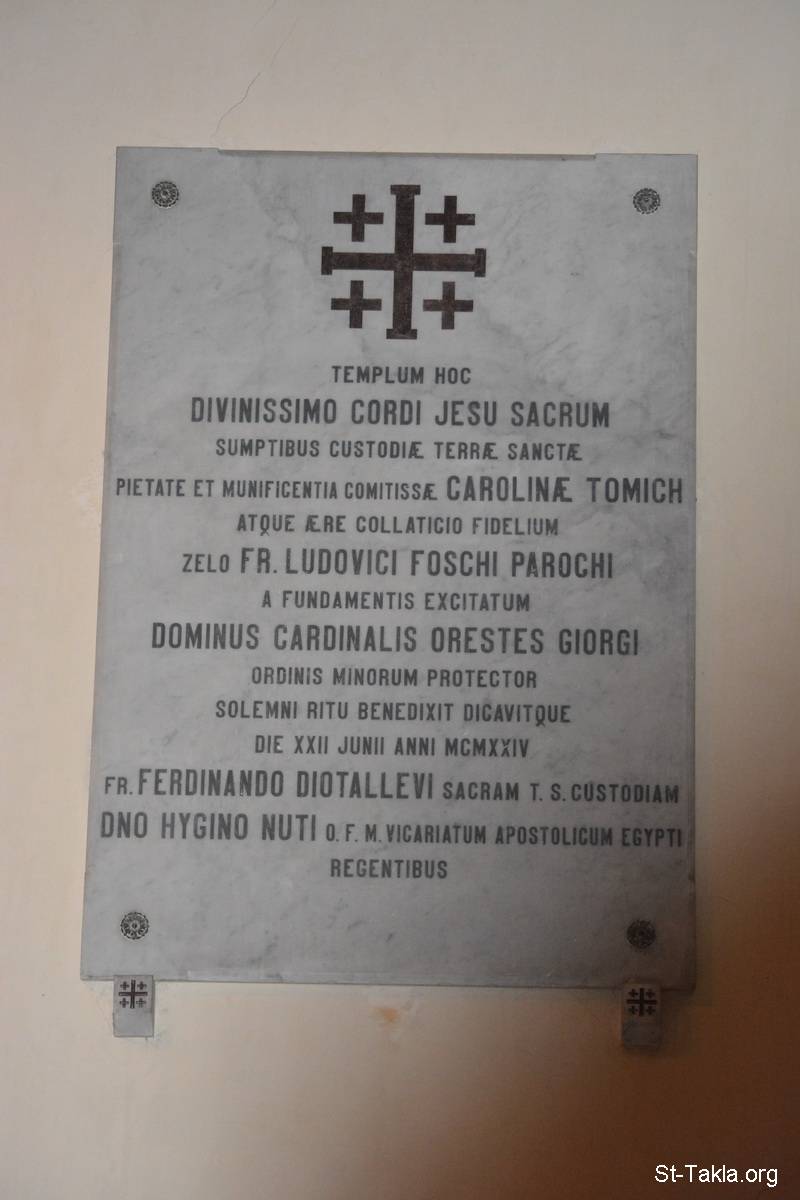 TEMPLUM HOC
DIVINISSIMO CORDI JESU SACRUM
SUMPTIBUS CUSTODIÆ TERRÆ SANCTÆ
PIETATE ET MUNIFICENTIA COMITISSÆ CAROLINÆ TOMICH
ATQUE ÆRE COLLATICIO FIDELIUM
ZELO FR. LUDOVICI FOSCHI PAROCHI
A FUNDAMENTIS EXCITATUM
DOMINUS CARDINALIS ORESTES GIORGI
ORDINIS MINORUM PROTECTOR
SOLEMNI RITU BENEDIXIT DICAVITQUE
DIE XXII JUNII ANNI MCMXXIV
FR. FERDINANDO DIOTALLEVI SACRAM T. S. CUSTODIAM
DNO HYGINO NUTI O. F. M. VICARIATUM APOSTOLICUM EGYPTI
REGENTIBUS
St-Takla.org